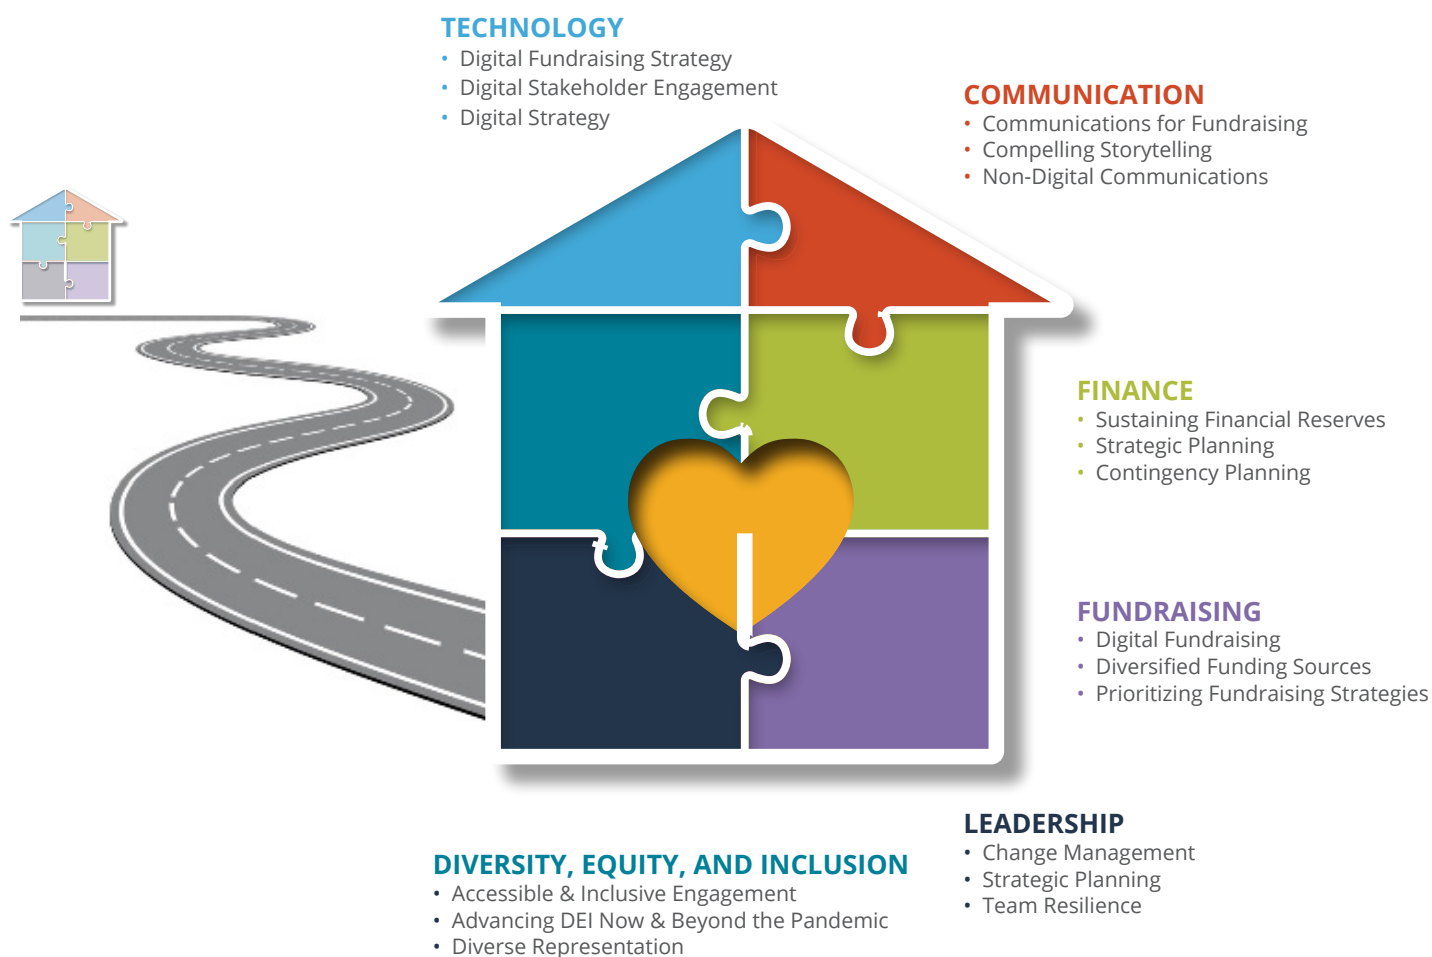 TECHNOLOGY
• Digital Fundraising Strategy
• Digital Stakeholder Engagement
• Digital Strategy
COMMUNICATION
• Communications for Fundraising
• Compelling Storytelling
• Non-Digital Communications
FINANCE
• Sustaining Financial Reserves
• Strategic Planning
• Contingency Planning
FUNDRAISING
• Digital Fundraising
• Diversified Funding Sources
• Prioritizing Fundraising Strategies
LEADERSHIP
• Change Management
• Strategic Planning
• Team Resilience
DIVERSITY, EQUITY, AND INCLUSION
• Accessible & Inclusive Engagement
• Advancing DEI Now & Beyond the Pandemic
• Diverse Representation